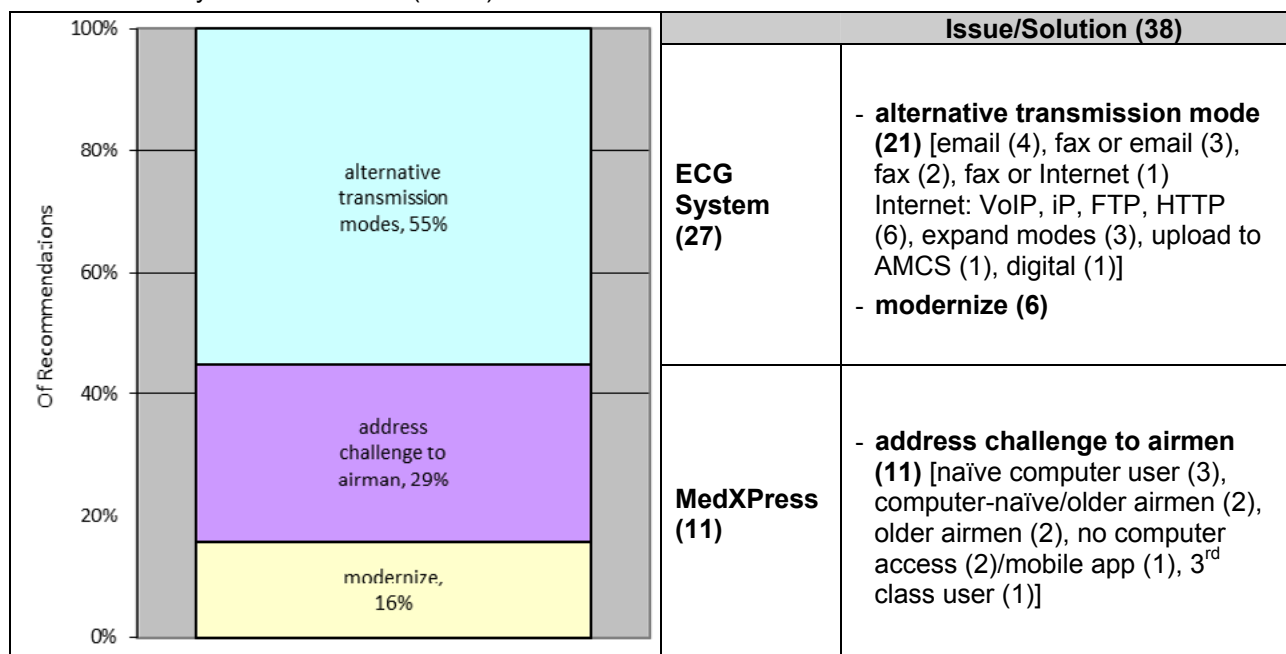 100%
80%
60%
40%
20%
0%
Of Recommendations
alternative
transmission
modes, 55%
address
challenge to
airman, 29%
modernize,
16%
Issue/Solution (38)
ECG
System
(27)
- alternative transmission mode
(21) [email (4), fax or email (3),
fax (2), fax or Internet (1)
Internet: VoIP, iP, FTP, HTTP
(6), expand modes (3), upload to
AMCS (1), digital (1)]
- modernize (6)
MedXPress
(11)
- address challenge to airmen
(11) [naïve computer user (3),
computer-naïve/older airmen (2),
older airmen (2), no computer
access (2)/mobile app (1), 3rd
class user (1)]